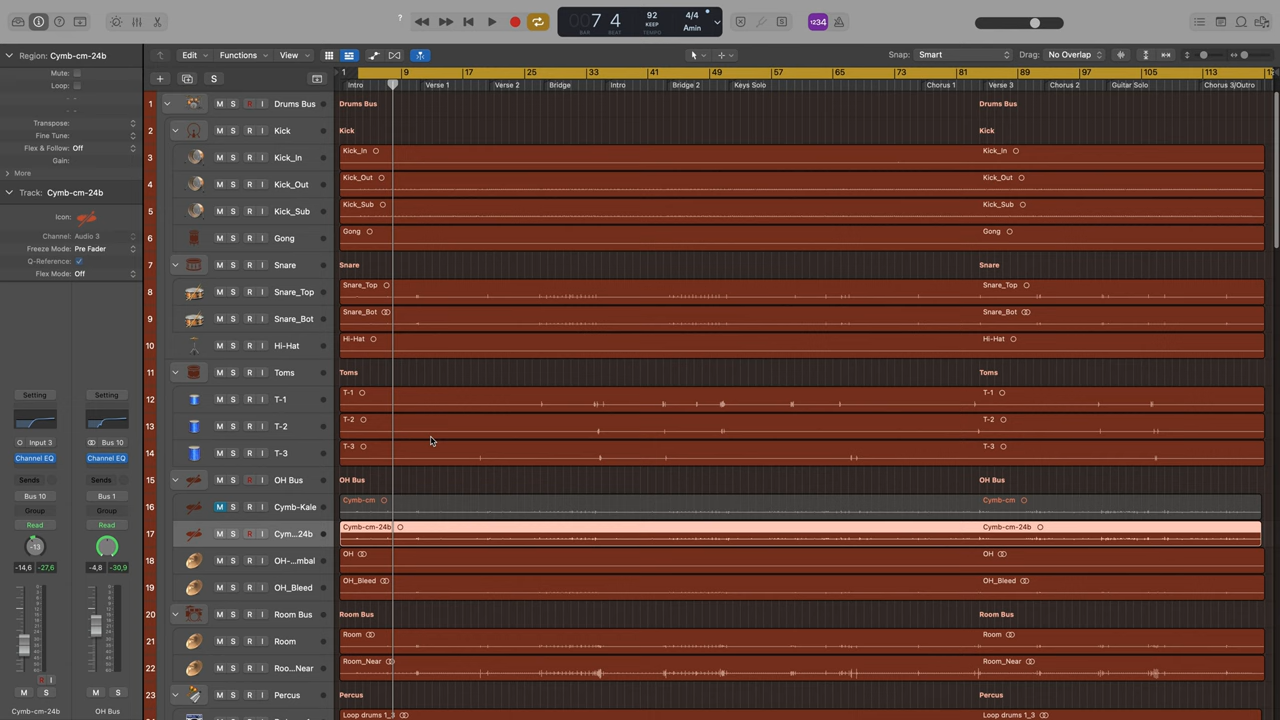 ? 7 4 92 4/4 1234
BAR BEAT KEEP TEMPO Amin
Region: Cymb-cm-24b Edit Functions View Snap: Smart Drag: No Overlap
Mute: 1 9 17 25 33 41 49 57 65 73 81 89 97 105 113
Loop: S Intro Verse 1 Verse 2 Bridge Intro Bridge 2 Keys Solo Chorus 1 Verse 3 Chorus 2 Guitar Solo Chorus 3/Outro
1 M S R I Drums Bus Drums Bus Drums Bus
Transpose:
Fine Tune: 2 M S R I Kick Kick Kick
Flex & Follow: Off
Gain: 3 M S R I Kick_In Kick_In Kick_In
More
Track: Cymb-cm-24b 4 M S R I Kick_Out Kick_Out Kick_Out
Icon: 5 M S R I Kick_Sub Kick_Sub Kick_Sub
Channel: Audio 3 6 M S R I Gong Gong Gong
Freeze Mode: Pre Fader
Q-Reference: 7 M S R I Snare Snare Snare
Flex Mode: Off
8 M S R I Snare_Top Snare_Top Snare_Top
9 M S R I Snare_Bot Snare_Bot Snare_Bot
10 M S R I Hi-Hat Hi-Hat Hi-Hat
11 M S R I Toms Toms Toms
Setting Setting 12 M S R I T-1 T-1 T-1
13 M S R I T-2 T-2 T-2
Input 3 Bus 10
Channel EQ Channel EQ 14 M S R I T-3 T-3 T-3
Sends Sends 15 M S R I OH Bus OH Bus OH Bus
Bus 10 Bus 1
Group Group 16 M S R I Cymb-Kale Cymb-cm Cymb-cm
Read Read
17 M S R I Cym...24b Cymb-cm-24b Cymb-cm-24b
-13
-14,6 -27,6 -4,8 -30,9 18 M S R I OH-...mbal OH OH
19 M S R I OH_Bleed OH_Bleed OH_Bleed
20 M S R I Room Bus Room Bus Room Bus
21 M S R I Room Room Room
22 M S R I Roo...Near Room_Near Room_Near
R I
M S M S 23 M S R I Percus Percus Percus
Cymb-cm-24b OH Bus Loop drums 1_3 Loop drums 1_3